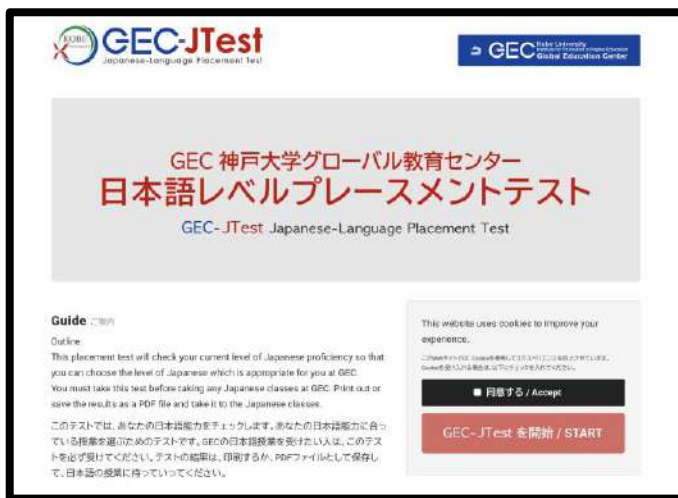 KOBE
GEC-JTest
Japanese-Language Placement Test
GEC Kobe University
Global Education Center
GEC 神戸大学グローバル教育センター
日本語レベルプレースメントテスト
GEC-JTest Japanese-Language Placement Test
Guide ご案内
Outline
This placement test will check your current level of Japanese proficiency so that
you can choose the level of Japanese which is appropriate for you at GEC.
You must take this test before taking any Japanese classes at GEC. Print out or
save the results as a PDF file and take it to the Japanese classes.
このテストでは、あなたの日本語能力をチェックします。あなたの日本語能力に合っ
ている授業を選ぶためのテストです。GECの日本語授業を受けたい人は、このテス
トを必ず受けてください。テストの結果は、印刷するか、PDFファイルとして保存し
て、日本語の授業に持っていってください。
This website uses cookies to improve your
experience.
同意する / Accept
GEC-JTest を開始 / START